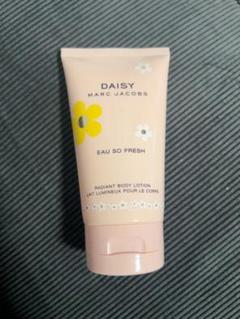 DAISY
MARC JACOBS
EAU SO FRESH
RADIANT BODY LOTION
LAIT LUMINEUX POUR LE CORPS